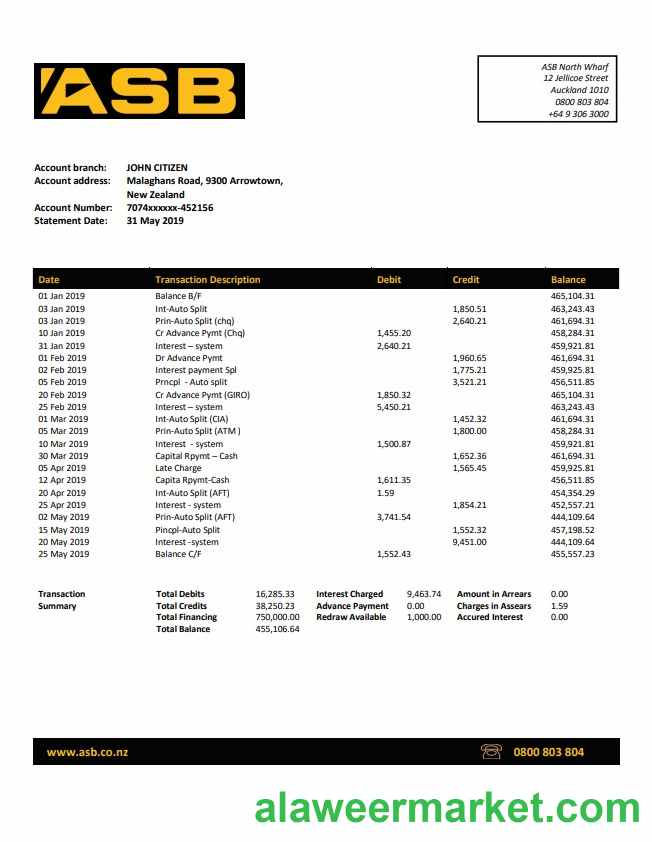 ASB
ASB North Wharf
12 Jellicoe Street
Auckland 1010
0800 803 804
+64 9 306 3000
Account branch: JOHN CITIZEN
Account address: Malaghans Road, 9300 Arrowtown,
New Zealand
Account Number: 7074xxxxxx-452156
Statement Date: 31 May 2019
Date Transaction Description Debit Credit Balance
01 Jan 2019 Balance B/F 465,104.31
03 Jan 2019 Int-Auto Split 1,850.51 463,243.43
03 Jan 2019 Prin-Auto Split (chq) 2,640.21 461,694.31
10 Jan 2019 Cr Advance Pymt (Chq) 1,455.20 458,284.31
31 Jan 2019 Interest – system 2,640.21 459,921.81
01 Feb 2019 Dr Advance Pymt 1,960.65 461,694.31
02 Feb 2019 Interest payment Spl 1,775.21 459,925.81
05 Feb 2019 Prncpl - Auto split 3,521.21 456,511.85
20 Feb 2019 Cr Advance Pymt (GIRO) 1,850.32 465,104.31
25 Feb 2019 Interest – system 5,450.21 463,243.43
01 Mar 2019 Int-Auto Split (CIA) 1,452.32 461,694.31
05 Mar 2019 Prin-Auto Split (ATM ) 1,800.00 458,284.31
10 Mar 2019 Interest - system 1,500.87 459,921.81
30 Mar 2019 Capital Rpymt – Cash 1,652.36 461,694.31
05 Apr 2019 Late Charge 1,565.45 459,925.81
12 Apr 2019 Capita Rpymt-Cash 1,611.35 456,511.85
20 Apr 2019 Int-Auto Split (AFT) 1.59 454,354.29
25 Apr 2019 Interest - system 1,854.21 452,557.21
02 May 2019 Prin-Auto Split (AFT) 3,741.54 444,109.64
15 May 2019 Pincpl-Auto Split 1,552.32 457,198.52
20 May 2019 Interest -system 9,451.00 444,109.64
25 May 2019 Balance C/F 1,552.43 455,557.23
Transaction Total Debits 16,285.33 Interest Charged 9,463.74 Amount in Arrears 0.00
Summary Total Credits 38,250.23 Advance Payment 0.00 Charges in Assears 1.59
Total Financing 750,000.00 Redraw Available 1,000.00 Accured Interest 0.00
Total Balance 455,106.64
www.asb.co.nz 0800 803 804
alaweermarket.com